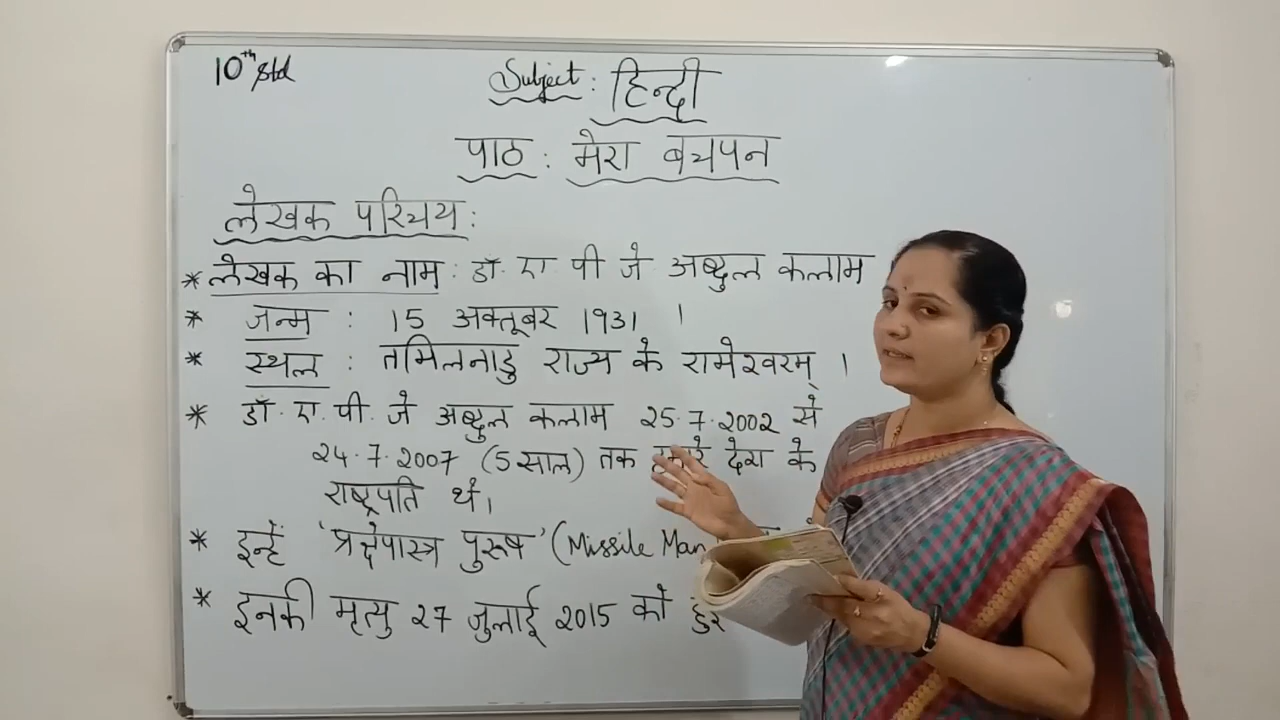 10th std
Subject : हिन्दी
पाठ : मेरा बचपन
लेखक परिचय :
* लेखक का नाम : डॉ. ए पी जे अब्दुल कलाम
* जन्म : 15 अक्तूबर 1931 ।
* स्थल : तमिलनाडु राज्य के रामेश्वरम् ।
* डॉ. ए. पी. जे अब्दुल कलाम 25.7.2002 से
24.7.2007 (5 साल) तक हमारे देश के
राष्ट्रपति थे।
* इन्हें 'प्रक्षेपास्त्र पुरुष' (Missile Man
* इनकी मृत्यु 27 जुलाई 2015 को हुई